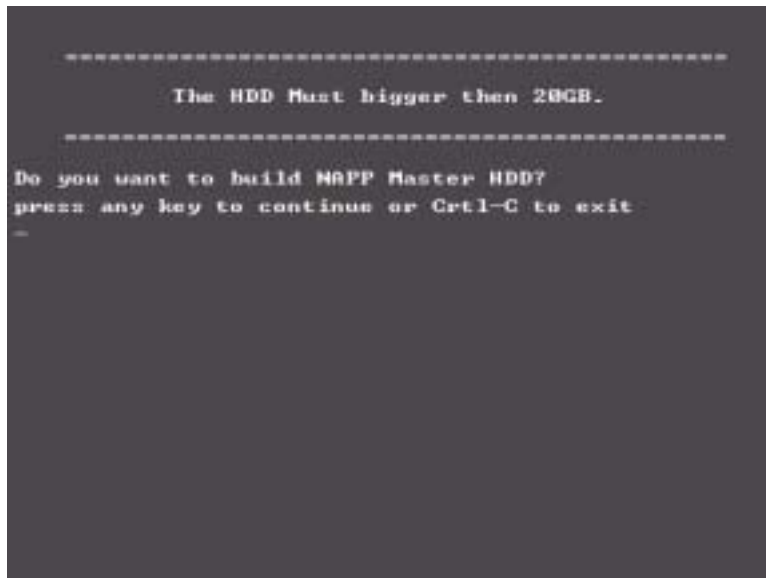 The HDD Must bigger then 20GB.
Do you want to build NAPP Master HDD?
press any key to continue or Crtl-C to exit